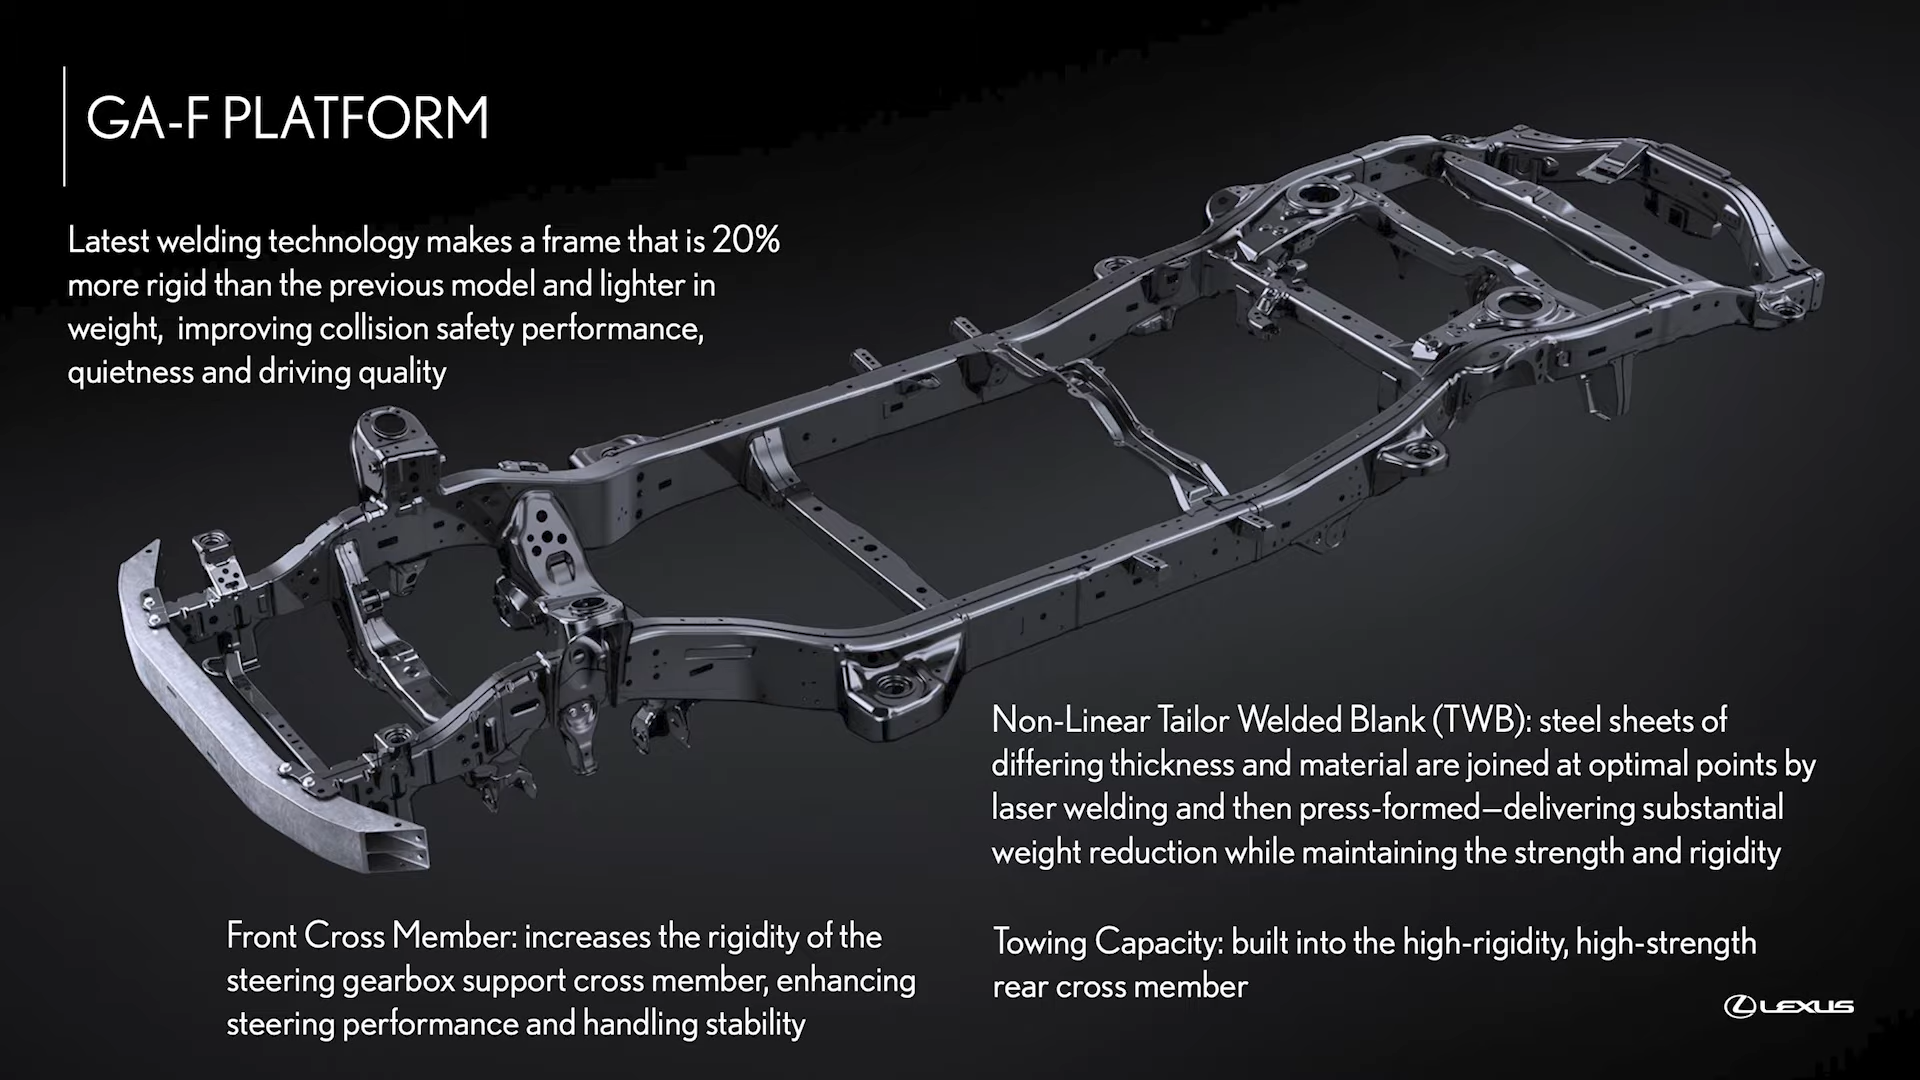 GA-F PLATFORM
Latest welding technology makes a frame that is 20%
more rigid than the previous model and lighter in
weight,  improving collision safety performance,
quietness and driving quality
Non-Linear Tailor Welded Blank (TWB): steel sheets of
differing thickness and material are joined at optimal points by
laser welding and then press-formed—delivering substantial
weight reduction while maintaining the strength and rigidity
Front Cross Member: increases the rigidity of the
steering gearbox support cross member, enhancing
steering performance and handling stability
Towing Capacity: built into the high-rigidity, high-strength
rear cross member
LEXUS